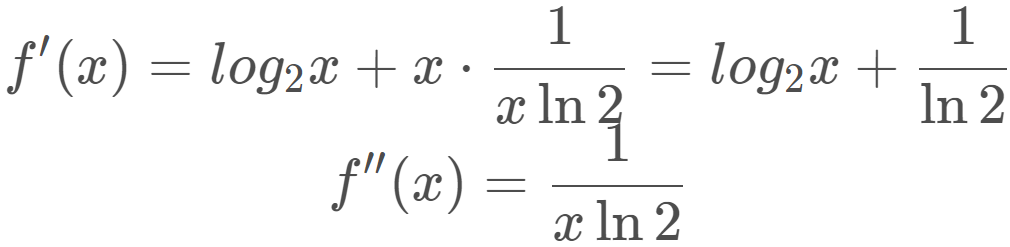 f′(x) = log₂x + x · 1/(x ln 2) = log₂x + 1/(ln 2)
f″(x) = 1/(x ln 2)